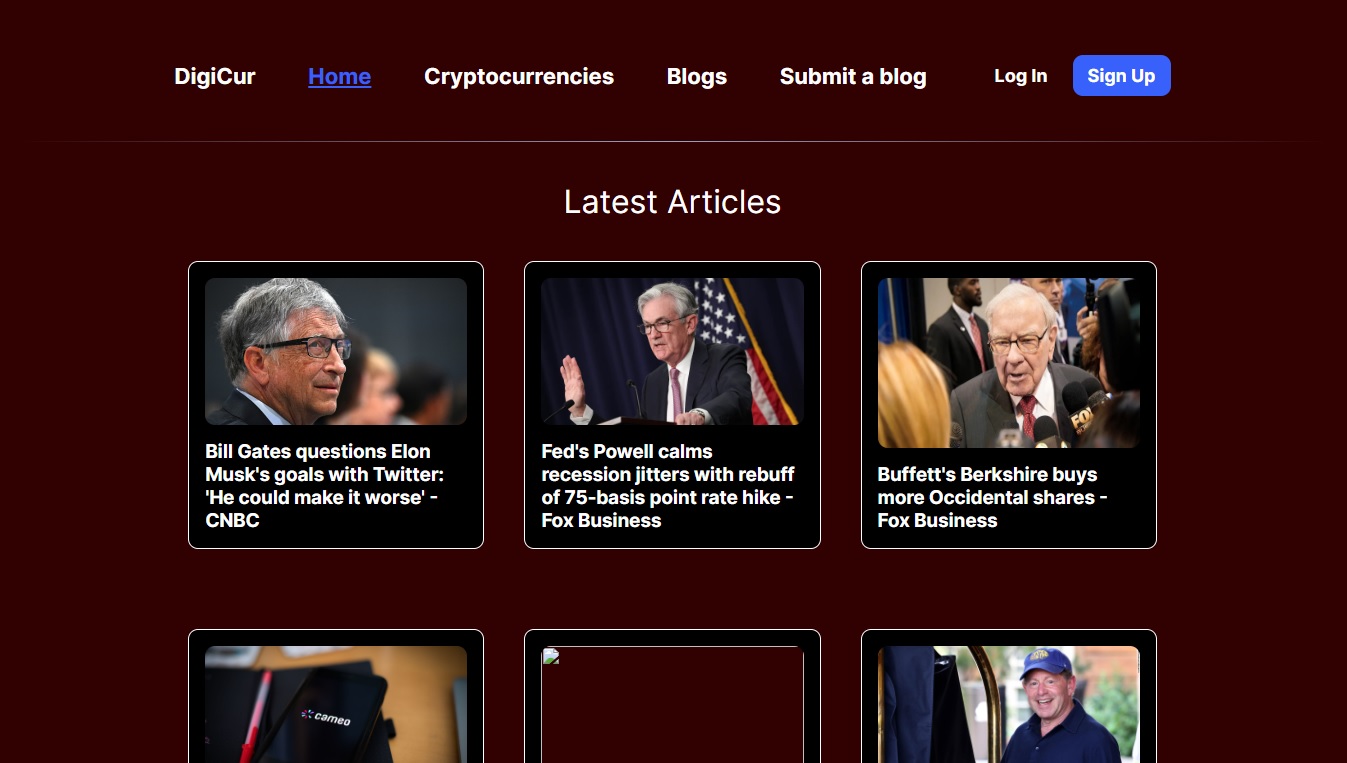 DigiCur Home Cryptocurrencies Blogs Submit a blog Log In Sign Up
Latest Articles
Bill Gates questions Elon
Musk's goals with Twitter:
'He could make it worse' -
CNBC
Fed's Powell calms
recession jitters with rebuff
of 75-basis point rate hike -
Fox Business
Buffett's Berkshire buys
more Occidental shares -
Fox Business
cameo